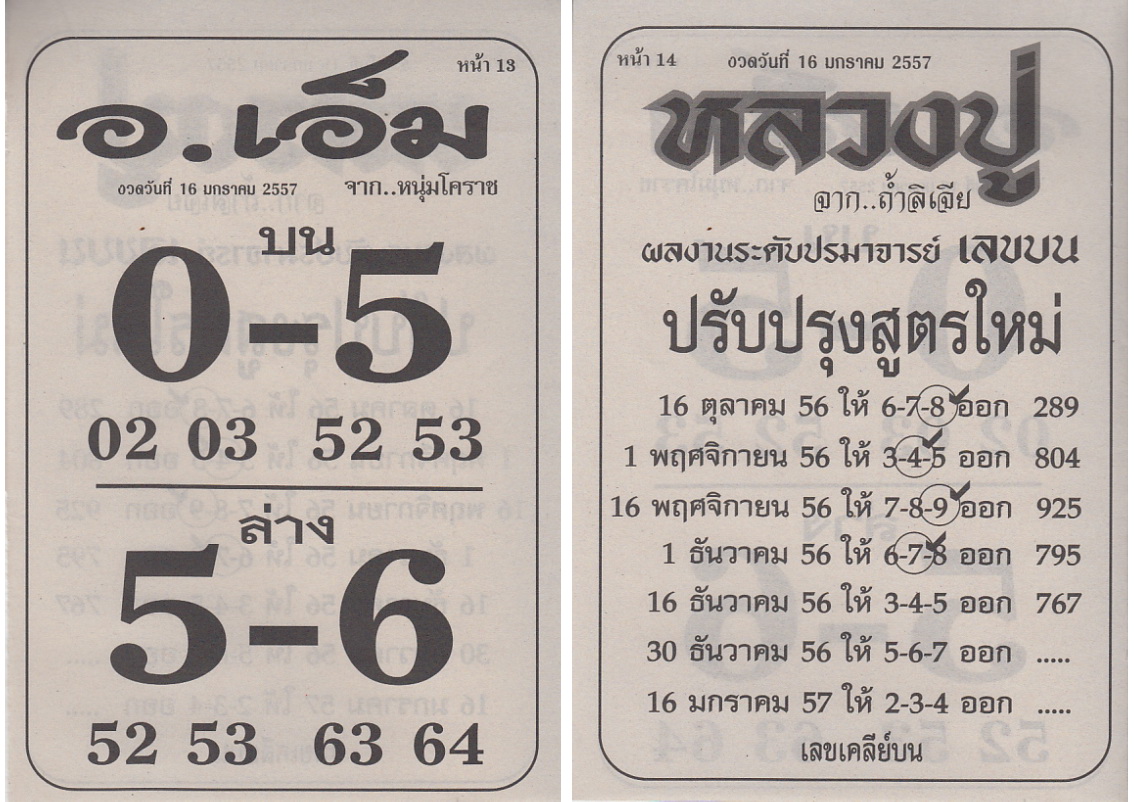 หน้า 13
อ.เอ็ม
งวดวันที่ 16 มกราคม 2557 จาก..หนุ่มโคราช
บน
0-5
02 03 52 53
ล่าง
5-6
52 53 63 64
หน้า 14 งวดวันที่ 16 มกราคม 2557
หลวงปู่
จาก..ถ้ำลิเจีย
ผลงานระดับปรมาจารย์ เลขบน
ปรับปรุงสูตรใหม่
16 ตุลาคม 56 ให้ 6-7-8 ออก 289
1 พฤศจิกายน 56 ให้ 3-4-5 ออก 804
16 พฤศจิกายน 56 ให้ 7-8-9 ออก 925
1 ธันวาคม 56 ให้ 6-7-8 ออก 795
16 ธันวาคม 56 ให้ 3-4-5 ออก 767
30 ธันวาคม 56 ให้ 5-6-7 ออก .....
16 มกราคม 57 ให้ 2-3-4 ออก .....
เลขเคลีย์บน